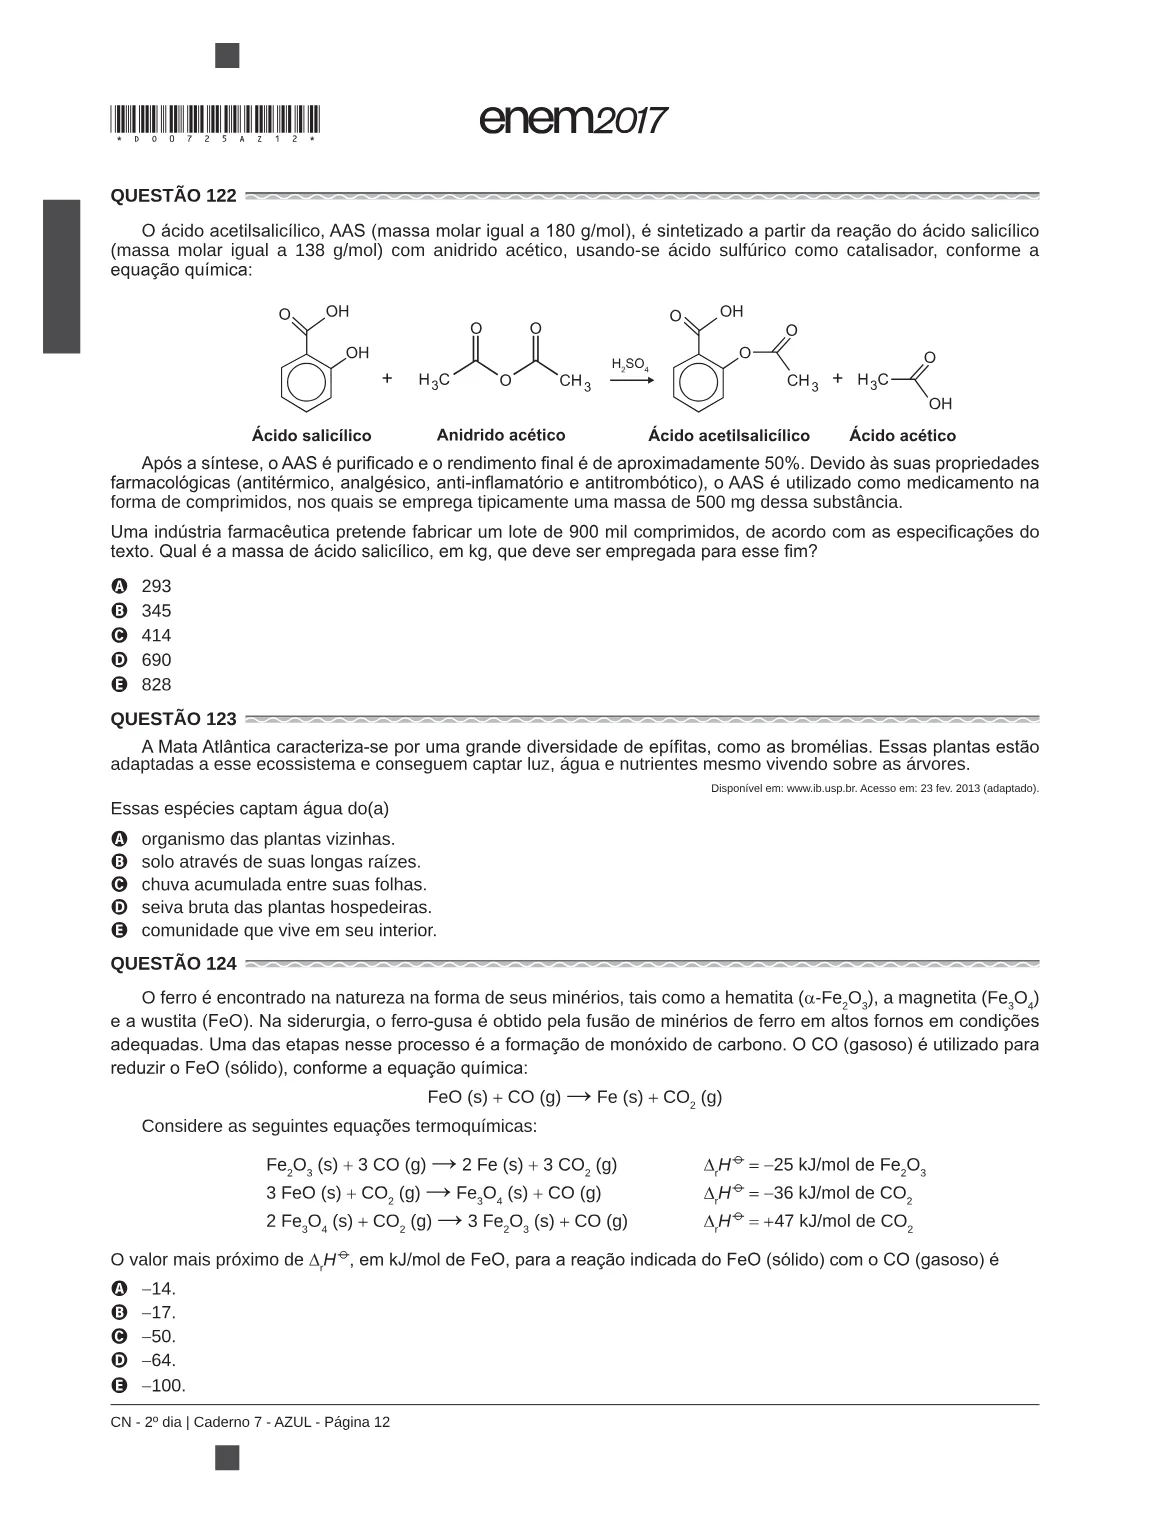 *D0725AZ12*
enem2017
QUESTÃO 122
O ácido acetilsalicílico, AAS (massa molar igual a 180 g/mol), é sintetizado a partir da reação do ácido salicílico
(massa molar igual a 138 g/mol) com anidrido acético, usando-se ácido sulfúrico como catalisador, conforme a
equação química:
O OH OH + H3C O O O CH3 H2SO4 O OH O O CH3 + H3C O OH
Ácido salicílico Anidrido acético Ácido acetilsalicílico Ácido acético
Após a síntese, o AAS é purificado e o rendimento final é de aproximadamente 50%. Devido às suas propriedades
farmacológicas (antitérmico, analgésico, anti-inflamatório e antitrombótico), o AAS é utilizado como medicamento na
forma de comprimidos, nos quais se emprega tipicamente uma massa de 500 mg dessa substância.
Uma indústria farmacêutica pretende fabricar um lote de 900 mil comprimidos, de acordo com as especificações do
texto. Qual é a massa de ácido salicílico, em kg, que deve ser empregada para esse fim?
A 293
B 345
C 414
D 690
E 828
QUESTÃO 123
A Mata Atlântica caracteriza-se por uma grande diversidade de epífitas, como as bromélias. Essas plantas estão
adaptadas a esse ecossistema e conseguem captar luz, água e nutrientes mesmo vivendo sobre as árvores.
Disponível em: www.ib.usp.br. Acesso em: 23 fev. 2013 (adaptado).
Essas espécies captam água do(a)
A organismo das plantas vizinhas.
B solo através de suas longas raízes.
C chuva acumulada entre suas folhas.
D seiva bruta das plantas hospedeiras.
E comunidade que vive em seu interior.
QUESTÃO 124
O ferro é encontrado na natureza na forma de seus minérios, tais como a hematita (α-Fe2O3), a magnetita (Fe3O4)
e a wustita (FeO). Na siderurgia, o ferro-gusa é obtido pela fusão de minérios de ferro em altos fornos em condições
adequadas. Uma das etapas nesse processo é a formação de monóxido de carbono. O CO (gasoso) é utilizado para
reduzir o FeO (sólido), conforme a equação química:
FeO (s) + CO (g) → Fe (s) + CO2 (g)
Considere as seguintes equações termoquímicas:
Fe2O3 (s) + 3 CO (g) → 2 Fe (s) + 3 CO2 (g) ΔrH⦵ = −25 kJ/mol de Fe2O3
3 FeO (s) + CO2 (g) → Fe3O4 (s) + CO (g) ΔrH⦵ = −36 kJ/mol de CO2
2 Fe3O4 (s) + CO2 (g) → 3 Fe2O3 (s) + CO (g) ΔrH⦵ = +47 kJ/mol de CO2
O valor mais próximo de ΔrH⦵, em kJ/mol de FeO, para a reação indicada do FeO (sólido) com o CO (gasoso) é
A −14.
B −17.
C −50.
D −64.
E −100.
CN - 2º dia | Caderno 7 - AZUL - Página 12